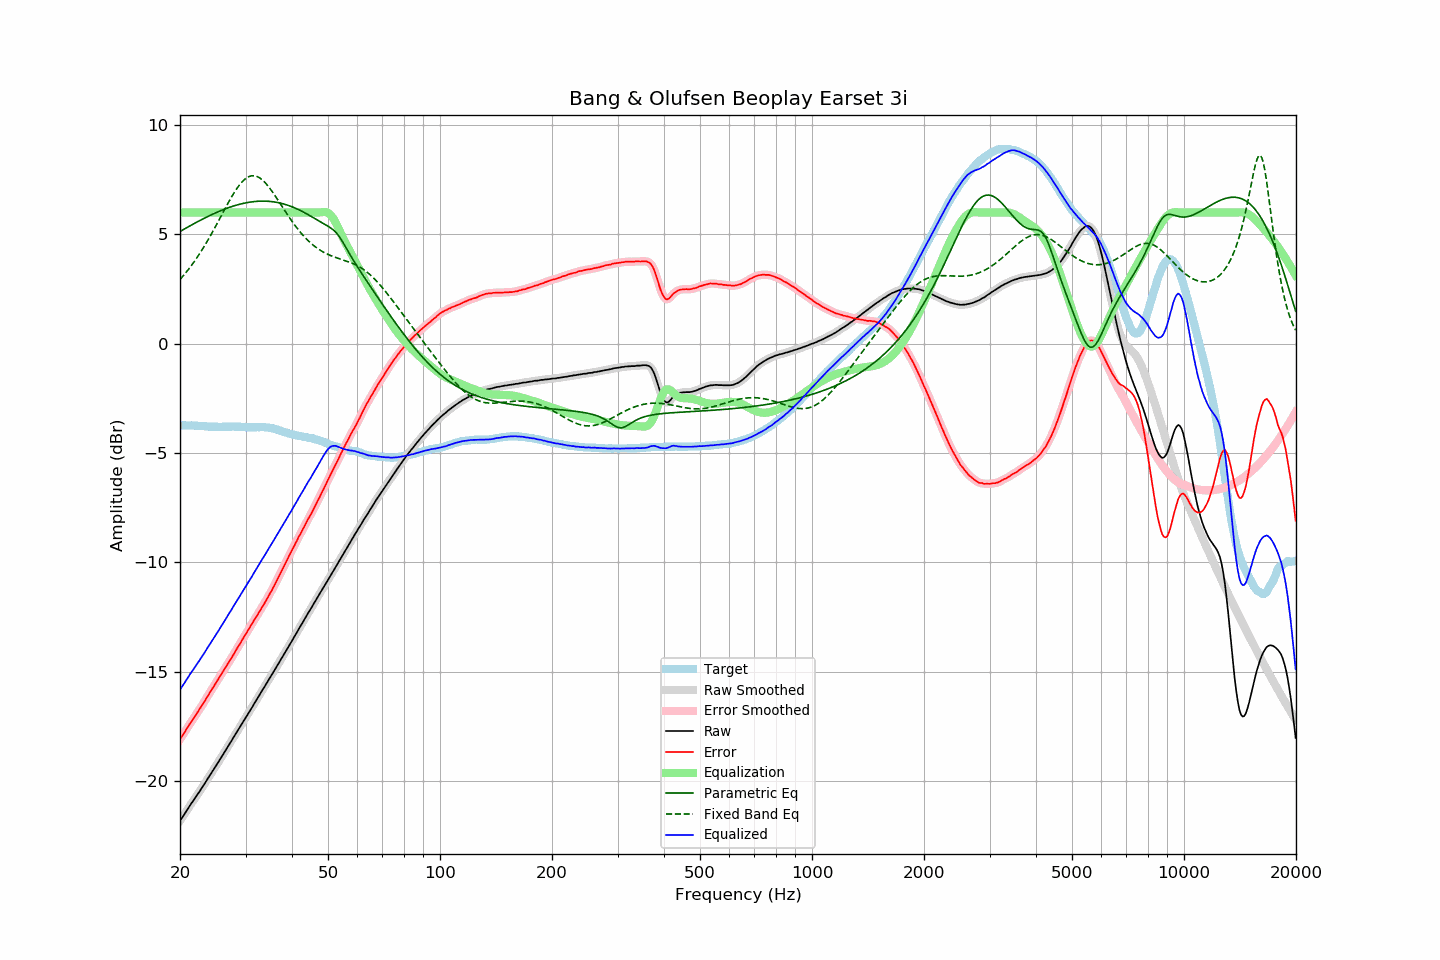 Bang & Olufsen Beoplay Earset 3i
10
5
0
−5
−10
−15
−20
Amplitude (dBr)
Target
Raw Smoothed
Error Smoothed
Raw
Error
Equalization
Parametric Eq
Fixed Band Eq
Equalized
20 50 100 200 500 1000 2000 5000 10000 20000
Frequency (Hz)